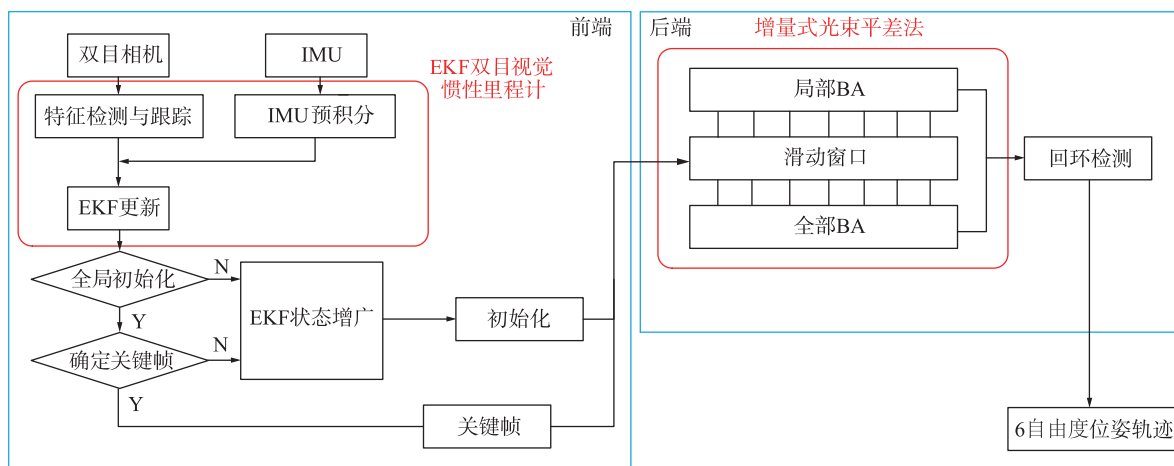 前端
双目相机
IMU
EKF双目视觉
惯性里程计
特征检测与跟踪
IMU预积分
EKF更新
全局初始化
N
Y
EKF状态增广
初始化
确定关键帧
N
Y
关键帧
后端
增量式光束平差法
局部BA
滑动窗口
全部BA
回环检测
6自由度位姿轨迹